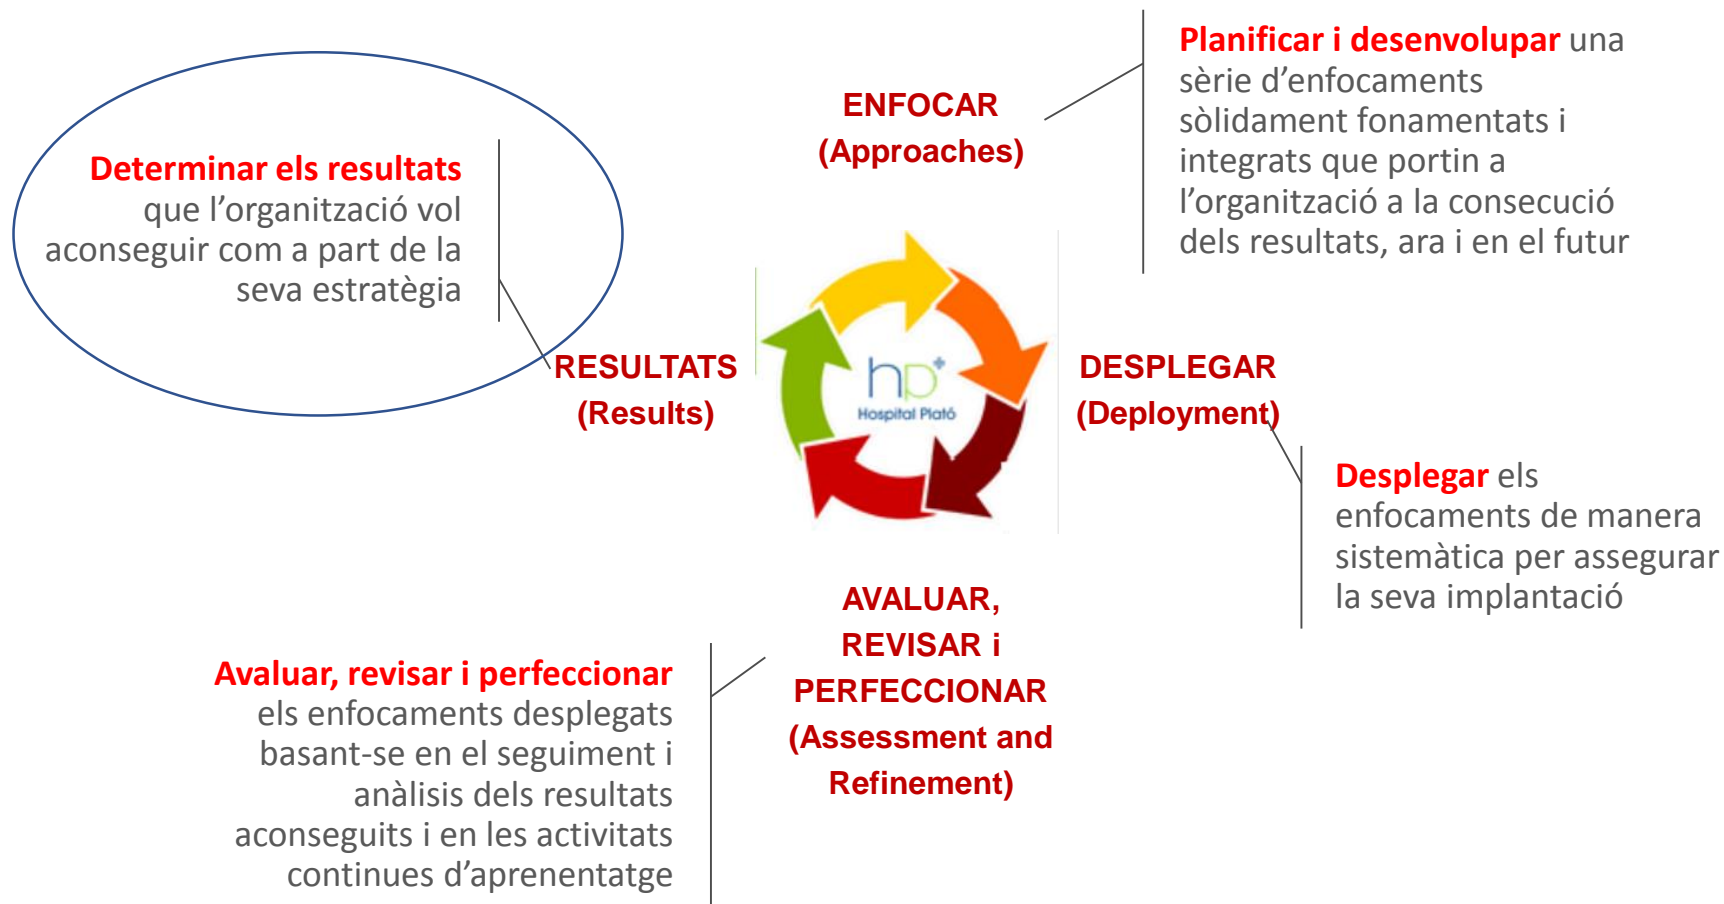 Planificar i desenvolupar una
sèrie d’enfocaments
sòlidament fonamentats i
integrats que portin a
l’organització a la consecució
dels resultats, ara i en el futur
ENFOCAR
(Approaches)
Determinar els resultats
que l’organització vol
aconseguir com a part de la
seva estratègia
RESULTATS
(Results)
hp+
Hospital Plató
DESPLEGAR
(Deployment)
Desplegar els
enfocaments de manera
sistemàtica per assegurar
la seva implantació
AVALUAR,
REVISAR i
PERFECCIONAR
(Assessment and
Refinement)
Avaluar, revisar i perfeccionar
els enfocaments desplegats
basant-se en el seguiment i
anàlisis dels resultats
aconseguits i en les activitats
continues d’aprenentatge